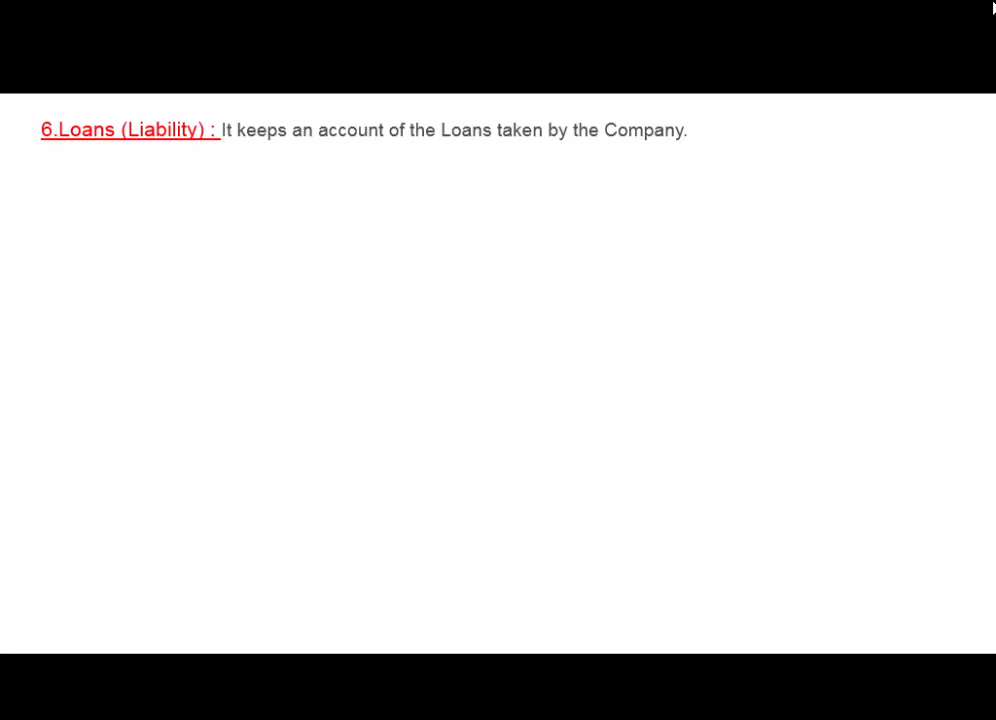 6.Loans (Liability) : It keeps an account of the Loans taken by the Company.